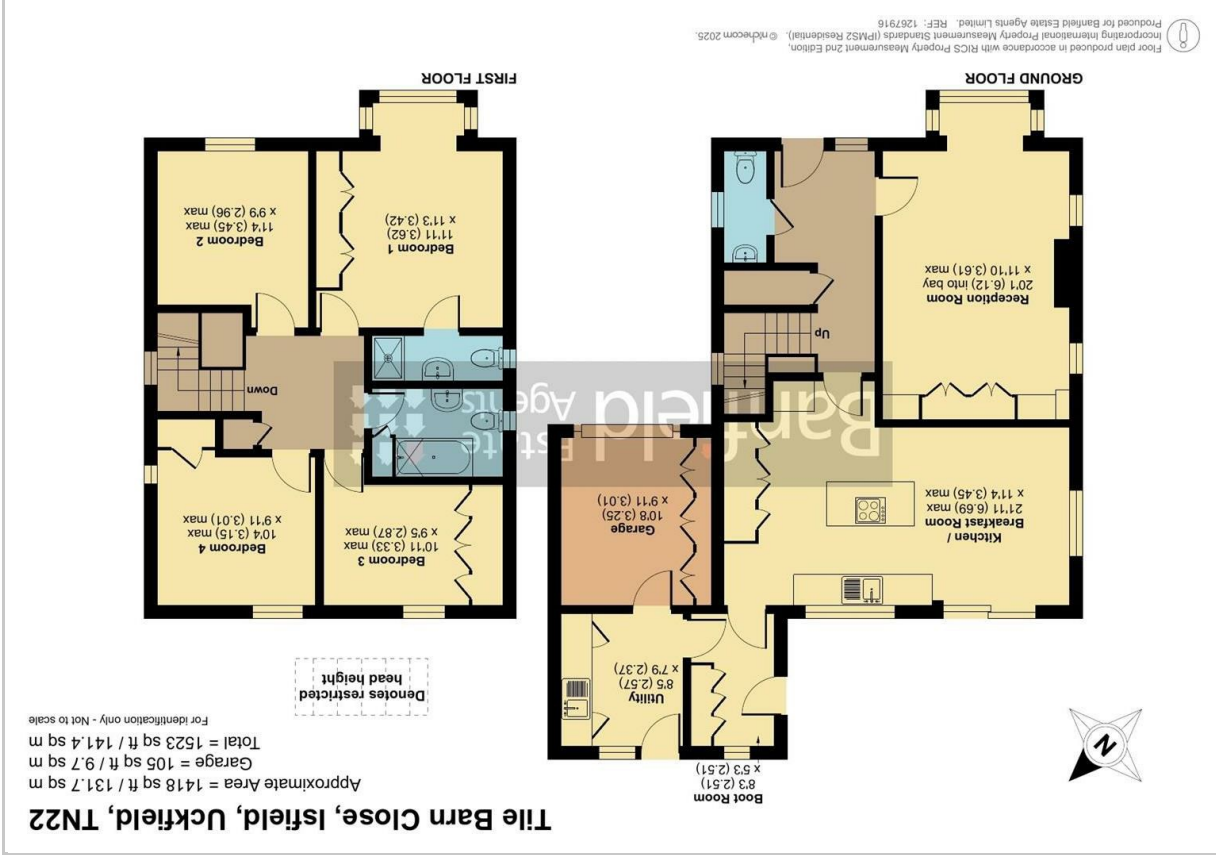 Tile Barn Close, Isfield, Uckfield, TN22
Approximate Area = 1418 sq ft / 131.7 sq m
Garage = 105 sq ft / 9.7 sq m
Total = 1523 sq ft / 141.4 sq m
For identification only - Not to scale
N
Boot Room
8'3 (2.51)
x 5'3 (2.51)
Utility
8'5 (2.57)
x 7'9 (2.37)
Denotes restricted
head height
Kitchen /
Breakfast Room
21'11 (6.69) max
x 11'4 (3.45) max
Garage
10'8 (3.25)
x 9'11 (3.01)
Bedroom 3
10'11 (3.33) max
x 9'5 (2.87) max
Bedroom 4
10'4 (3.15) max
x 9'11 (3.01) max
Banfield Estate
Agents
Up
Down
Reception Room
20'1 (6.12) into bay
x 11'10 (3.61) max
Bedroom 1
11'11 (3.62)
x 11'3 (3.42)
Bedroom 2
11'4 (3.45) max
x 9'9 (2.96) max
GROUND FLOOR
FIRST FLOOR
Floor plan produced in accordance with RICS Property Measurement 2nd Edition,
Incorporating International Property Measurement Standards (IPMS2 Residential). © nichecom 2025.
Produced for Banfield Estate Agents Limited. REF: 1267916